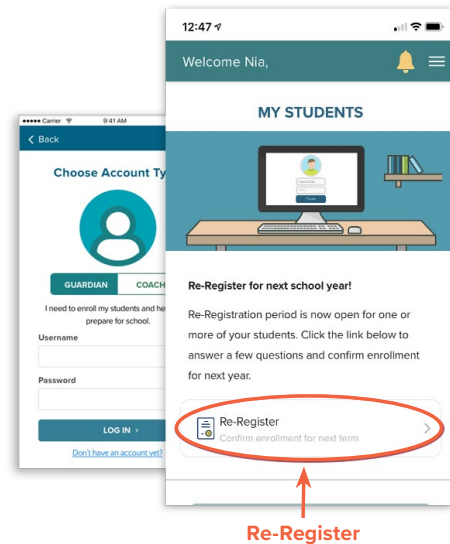 Carrier
9:41 AM
Back
Choose Account Ty
GUARDIAN
COACH
I need to enroll my students and he
prepare for school.
Username
Password
LOG IN
Don't have an account yet?
12:47
Welcome Nia,
MY STUDENTS
Re-Register for next school year!
Re-Registration period is now open for one or
more of your students. Click the link below to
answer a few questions and confirm enrollment
for next year.
Re-Register
Confirm enrollment for next term
Re-Register